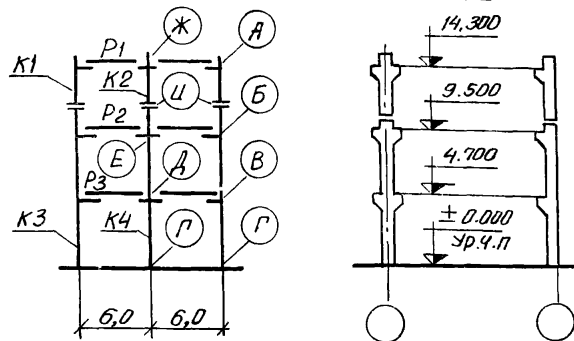 Ж
А
Р1
К1
К2
И
Б
Р2
Е
Д
В
Р3
К3
К4
Г
Г
6,0
6,0
14.300
9.500
4.700
± 0.000
Ур.ч.п